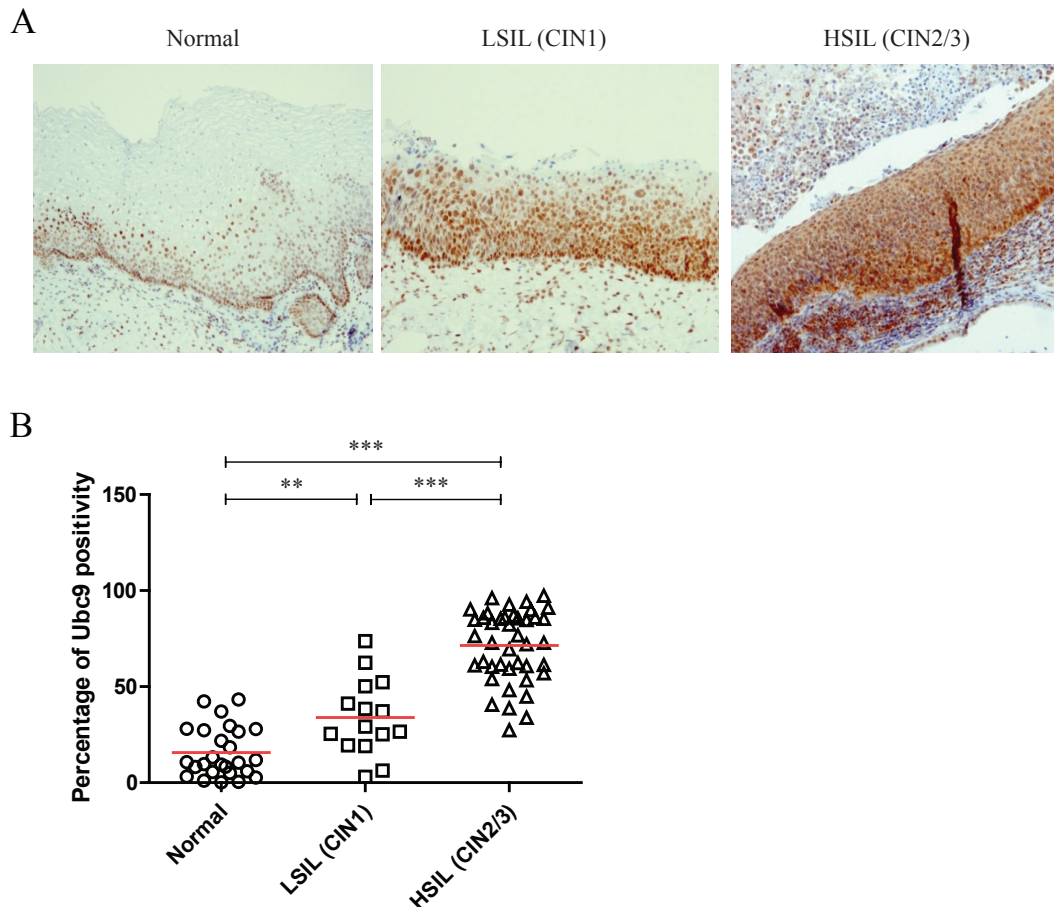 A
Normal
LSIL (CIN1)
HSIL (CIN2/3)
B
***
**
***
Percentage of Ubc9 positivity
150
100
50
0
Normal
LSIL (CIN1)
HSIL (CIN2/3)